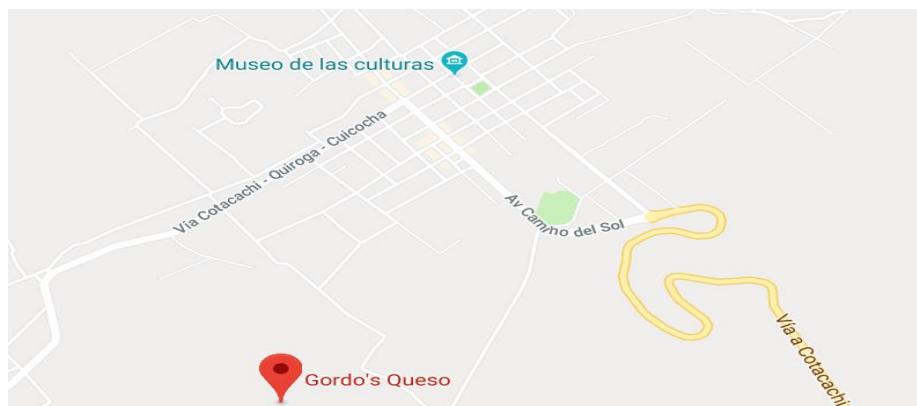 Museo de las culturas
Vía Cotacachi - Quiroga - Cuicocha
Av Camino del Sol
Vía a Cotacachi
Gordo's Queso